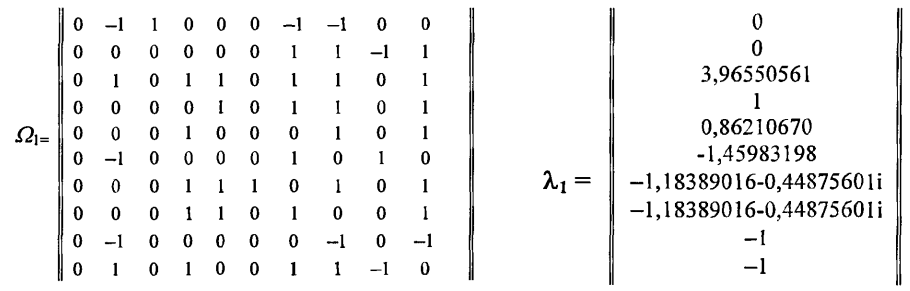 0 −1 1 0 0 0 −1 −1 0 0
0 0 0 0 0 0 1 1 −1 1
0 1 0 1 1 0 1 1 0 1
0 0 0 0 1 0 1 1 0 1
Ω1= 0 0 0 1 0 0 0 1 0 1
0 −1 0 0 0 0 1 0 1 0
0 0 0 1 1 1 0 1 0 1
0 0 0 1 1 0 1 0 0 1
0 −1 0 0 0 0 0 −1 0 −1
0 1 0 1 0 0 1 1 −1 0
0
0
3,96550561
1
0,86210670
-1,45983198
λ1 = −1,18389016-0,44875601i
−1,18389016-0,44875601i
−1
−1